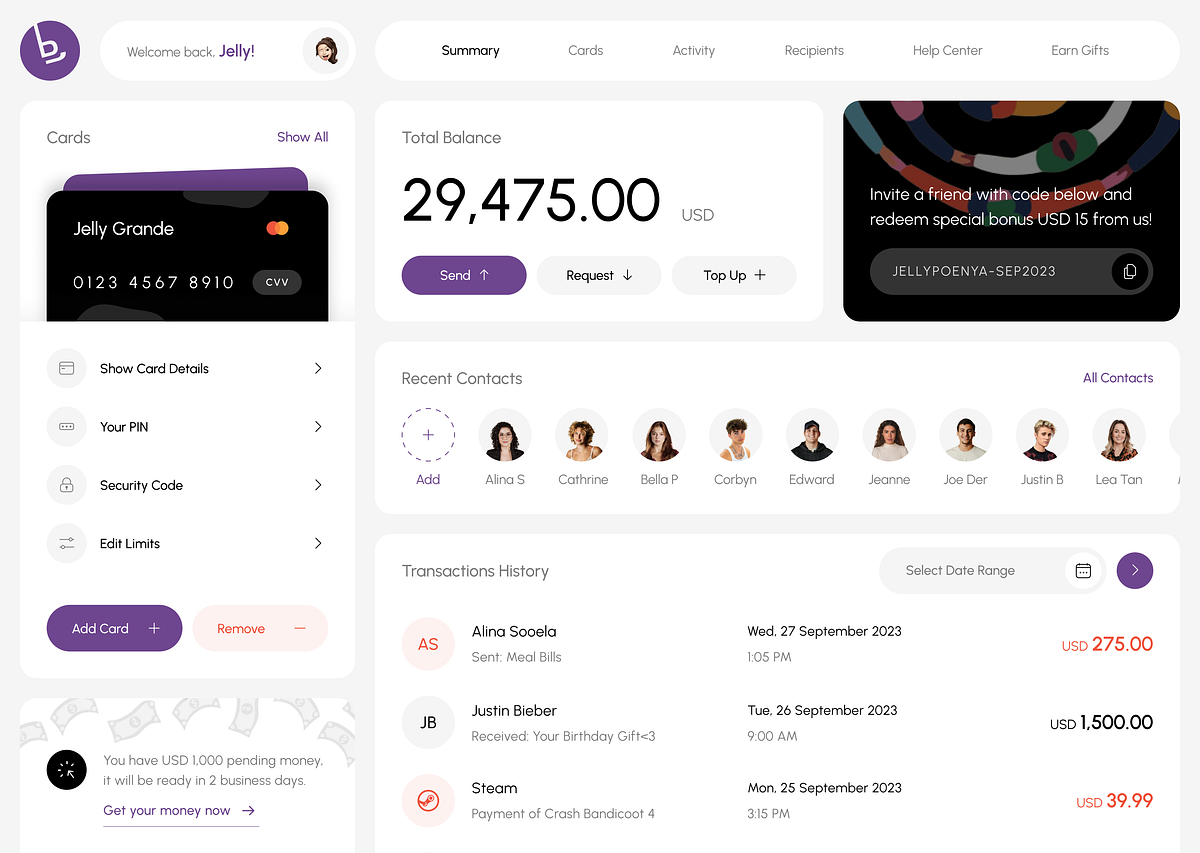 b
Welcome back, Jelly!
Summary
Cards
Activity
Recipients
Help Center
Earn Gifts
Cards
Show All
Jelly Grande
0123 4567 8910
CVV
Show Card Details
Your PIN
Security Code
Edit Limits
Add Card
Remove
You have USD 1,000 pending money,
it will be ready in 2 business days.
Get your money now
Total Balance
29,475.00 USD
Send
Request
Top Up
Invite a friend with code below and
redeem special bonus USD 15 from us!
JELLYPOENYA-SEP2023
Recent Contacts
All Contacts
Add
Alina S
Cathrine
Bella P
Corbyn
Edward
Jeanne
Joe Der
Justin B
Lea Tan
Transactions History
Select Date Range
AS
Alina Sooela
Sent: Meal Bills
Wed, 27 September 2023
1:05 PM
USD 275.00
JB
Justin Bieber
Received: Your Birthday Gift<3
Tue, 26 September 2023
9:00 AM
USD 1,500.00
Steam
Payment of Crash Bandicoot 4
Mon, 25 September 2023
3:15 PM
USD 39.99